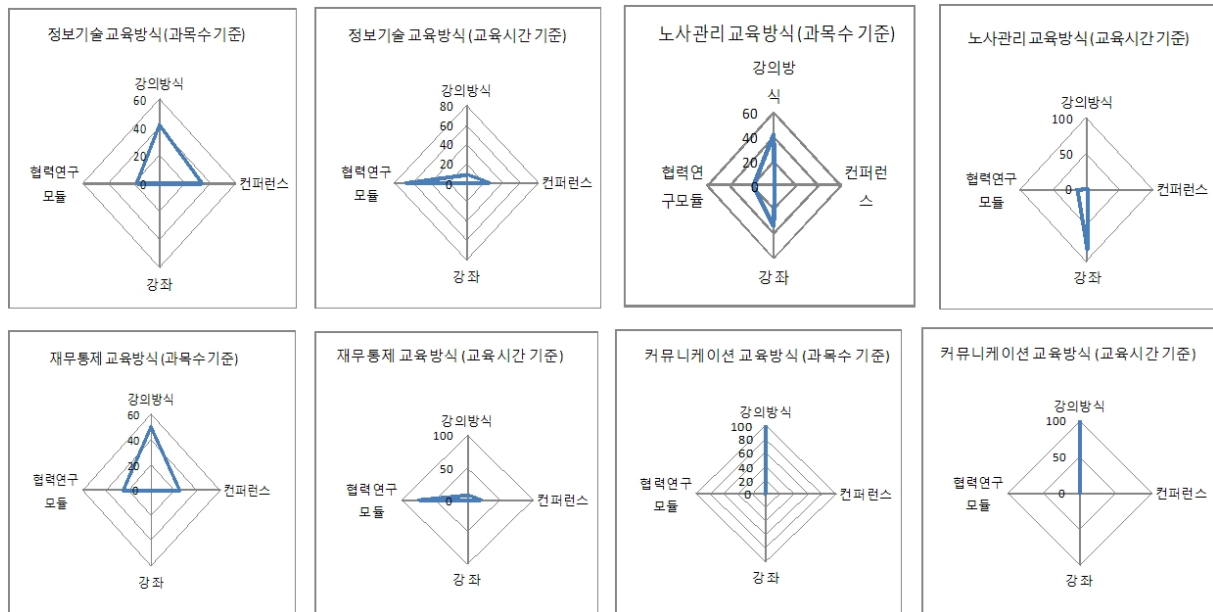 정보기술 교육방식(과목수 기준)
강의방식
60
40
20
0
협력연구
모듈
컨퍼런스
강좌
정보기술 교육방식(교육시간 기준)
강의방식
80
60
40
20
0
협력연구
모듈
컨퍼런스
강좌
노사관리 교육방식(과목수 기준)
강의방
식
60
40
20
0
협력연
구모듈
컨퍼런
스
강좌
노사관리 교육방식(교육시간 기준)
강의방식
100
50
0
협력연구
모듈
컨퍼런스
강좌
재무통제 교육방식(과목수 기준)
강의방식
60
40
20
0
협력연구
모듈
컨퍼런스
강좌
재무통제 교육방식(교육시간 기준)
강의방식
100
50
0
협력연구
모듈
컨퍼런스
강좌
커뮤니케이션 교육방식(과목수 기준)
강의방식
100
80
60
40
20
0
협력연구
모듈
컨퍼런스
강좌
커뮤니케이션 교육방식(교육시간 기준)
강의방식
100
50
0
협력연구
모듈
컨퍼런스
강좌